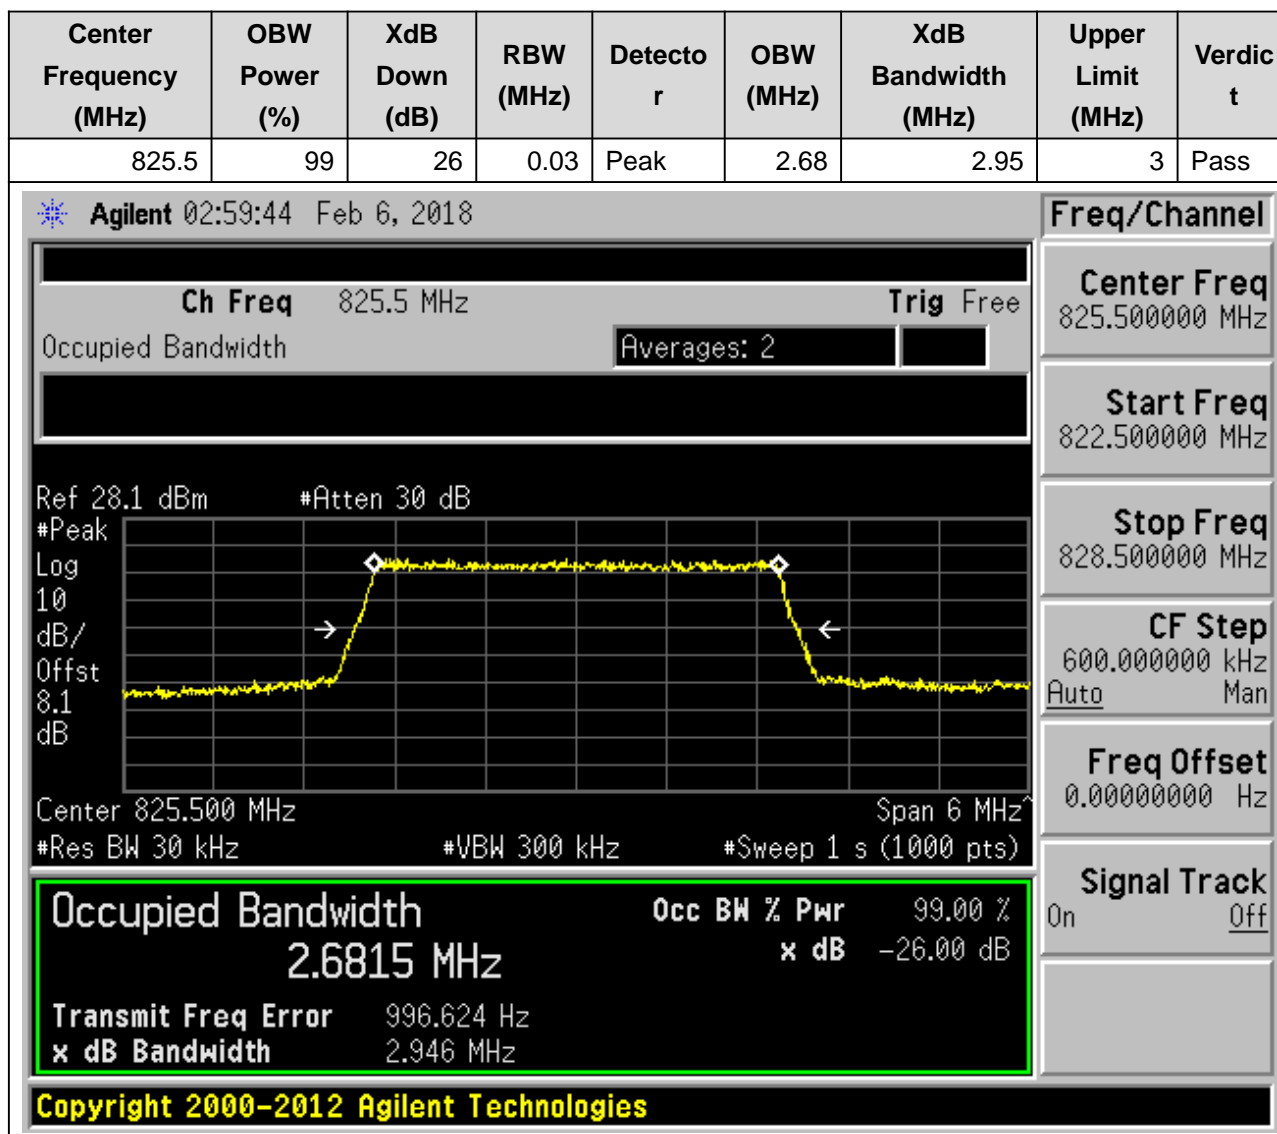 Center Frequency (MHz) OBW Power (%) XdB Down (dB) RBW (MHz) Detector OBW (MHz) XdB Bandwidth (MHz) Upper Limit (MHz) Verdict
825.5 99 26 0.03 Peak 2.68 2.95 3 Pass
Agilent 02:59:44 Feb 6, 2018
Freq/Channel
Ch Freq 825.5 MHz Trig Free
Occupied Bandwidth Averages: 2
Ref 28.1 dBm #Atten 30 dB
#Peak
Log
10
dB/
Offst
8.1
dB
Center 825.500 MHz Span 6 MHz^
#Res BW 30 kHz #VBW 300 kHz #Sweep 1 s (1000 pts)
Occupied Bandwidth Occ BW % Pwr 99.00 %
2.6815 MHz x dB -26.00 dB
Transmit Freq Error 996.624 Hz
x dB Bandwidth 2.946 MHz
Center Freq
825.500000 MHz
Start Freq
822.500000 MHz
Stop Freq
828.500000 MHz
CF Step
600.000000 kHz
Auto Man
Freq Offset
0.00000000 Hz
Signal Track
On Off
Copyright 2000-2012 Agilent Technologies